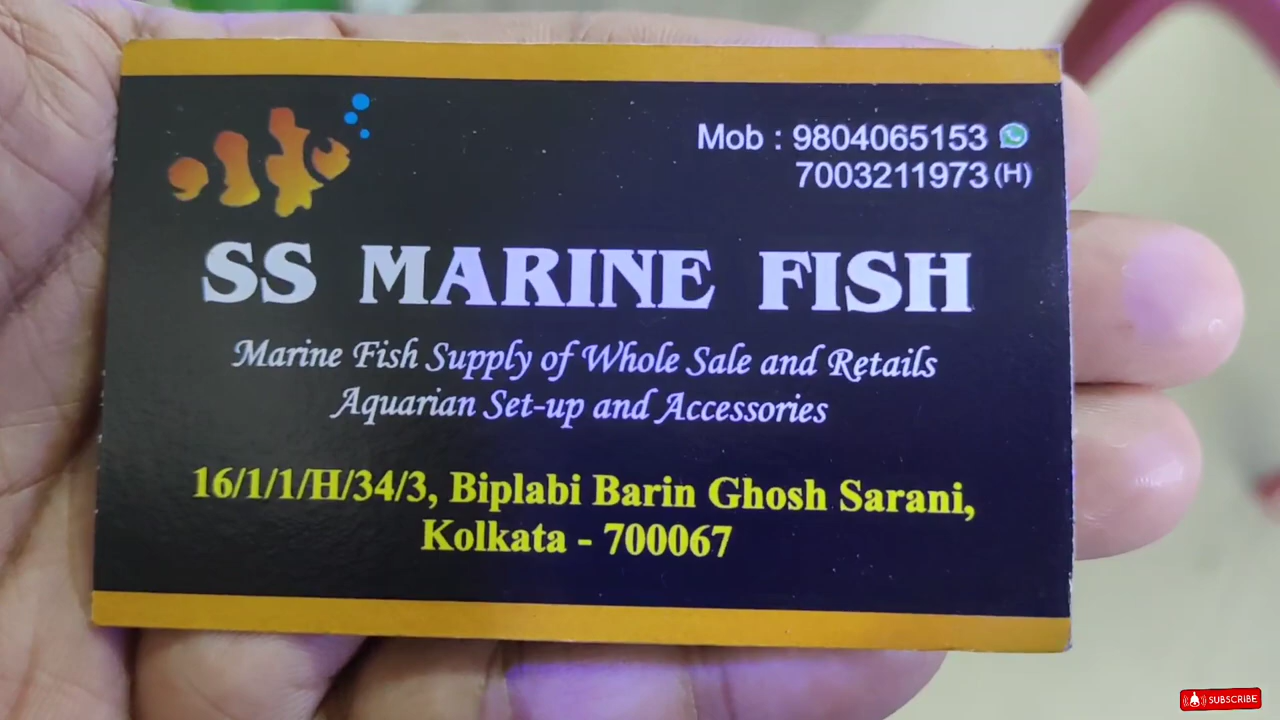 Mob : 9804065153
7003211973 (H)
SS MARINE FISH
Marine Fish Supply of Whole Sale and Retails
Aquarian Set-up and Accessories
16/1/1/H/34/3, Biplabi Barin Ghosh Sarani,
Kolkata - 700067
SUBSCRIBE